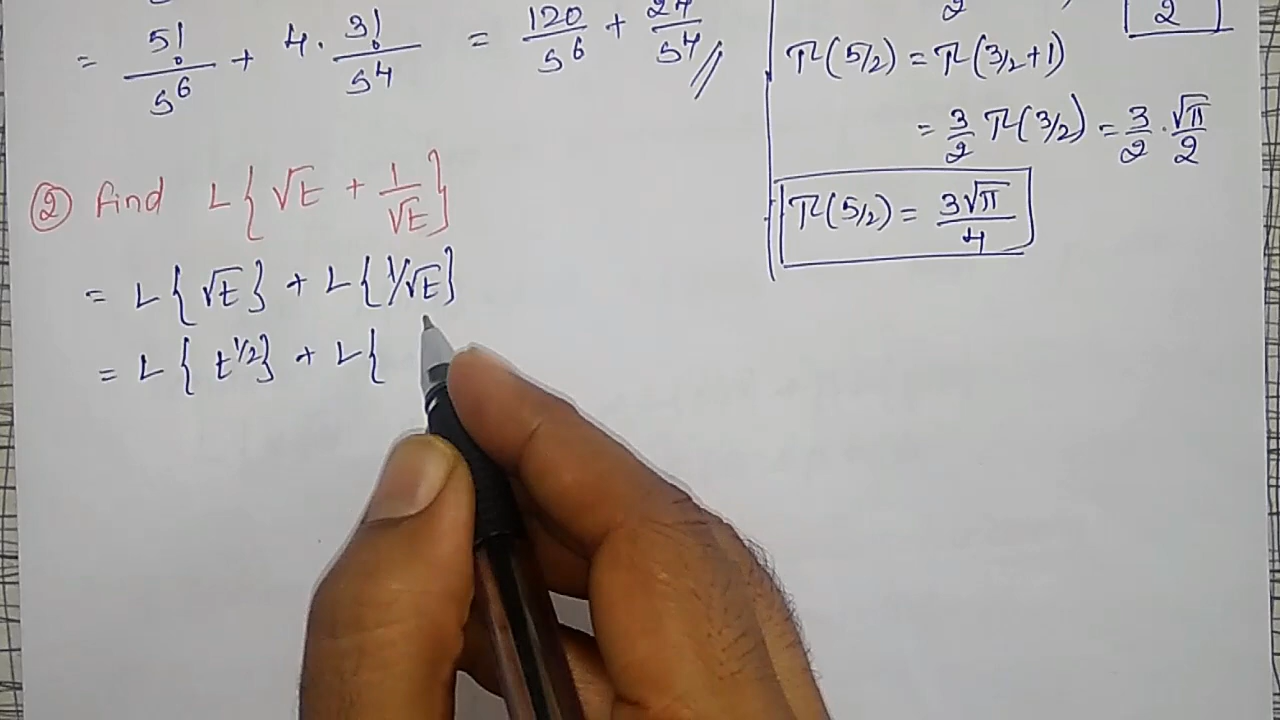 = 5!/s^6 + 4 · 3!/s^4 = 120/s^6 + 24/s^4 //
② Find L{√t + 1/√t}
= L{√t} + L{1/√t}
= L{t^1/2} + L{
2
2
π(5/2) = π(3/2+1)
= 3/2 π(3/2) = 3/2 · √π/2
π(5/2) = 3√π/4